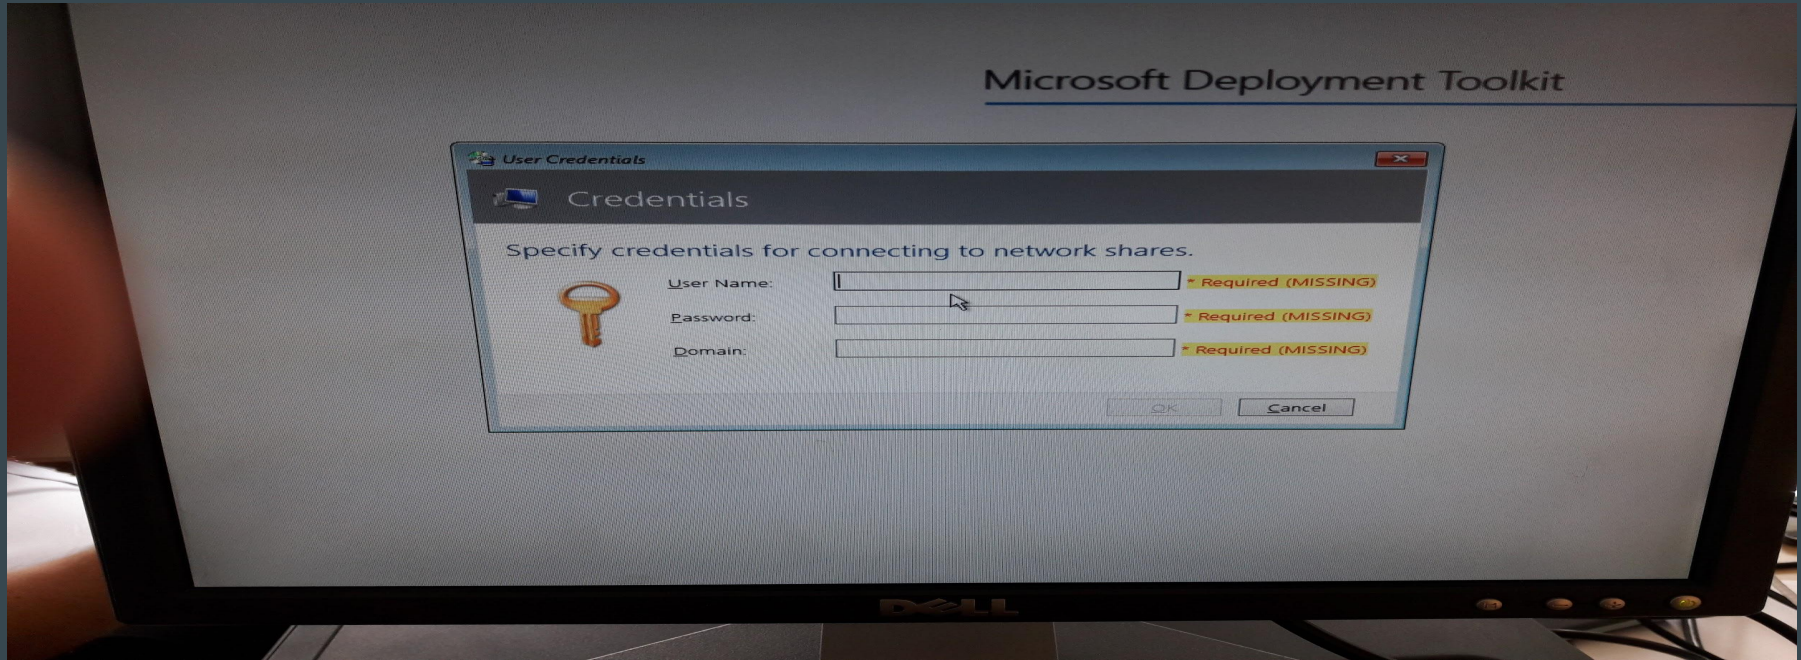 Microsoft Deployment Toolkit
User Credentials
Credentials
Specify credentials for connecting to network shares.
User Name: * Required (MISSING)
Password: * Required (MISSING)
Domain: * Required (MISSING)
OK Cancel
DELL